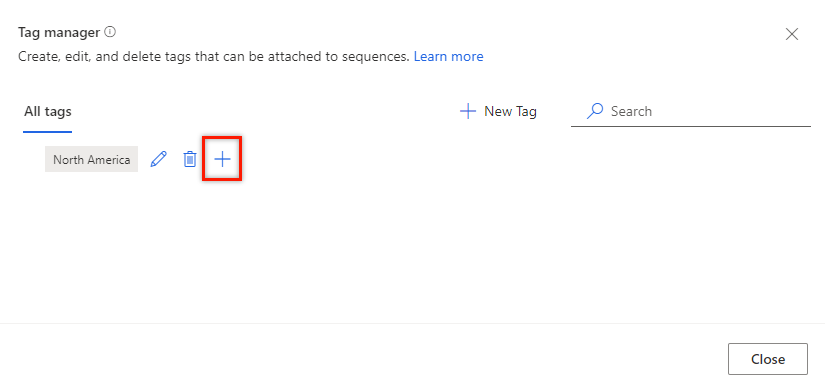 Tag manager
Create, edit, and delete tags that can be attached to sequences. Learn more
All tags
New Tag
Search
North America
Close